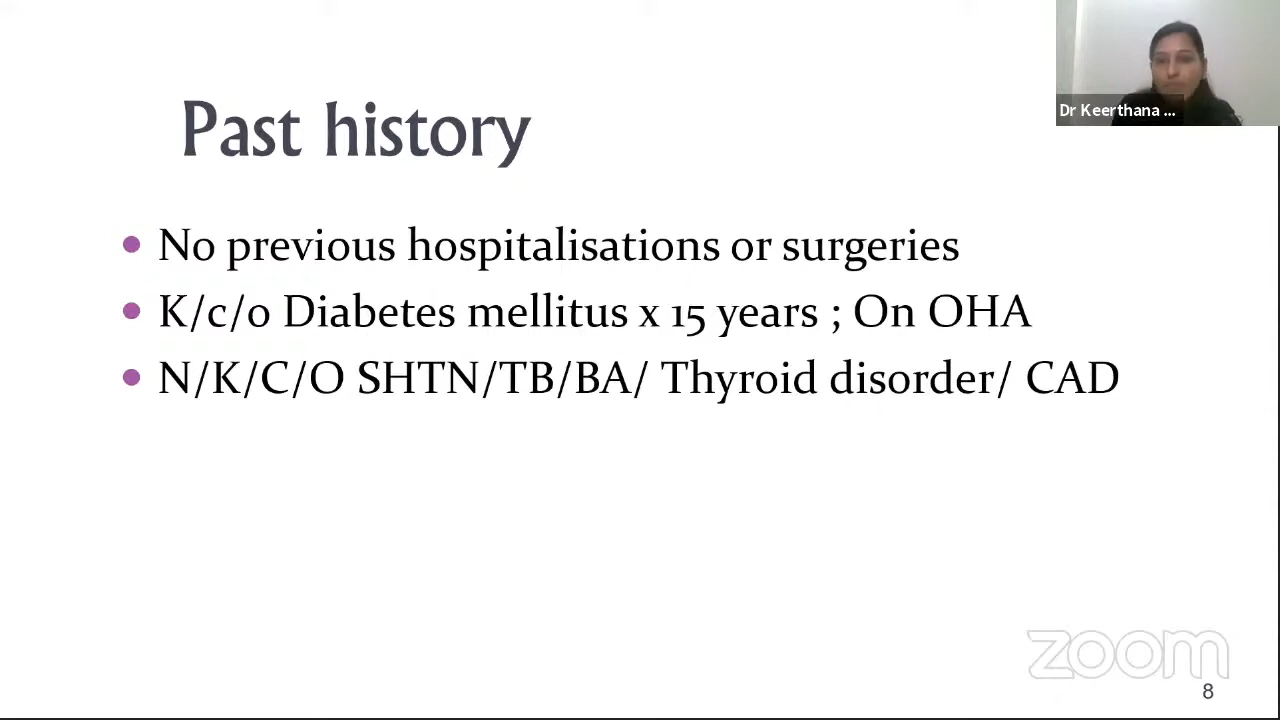 Dr Keerthana ...
Past history
No previous hospitalisations or surgeries
K/c/o Diabetes mellitus x 15 years ; On OHA
N/K/C/O SHTN/TB/BA/ Thyroid disorder/ CAD
zoom
8